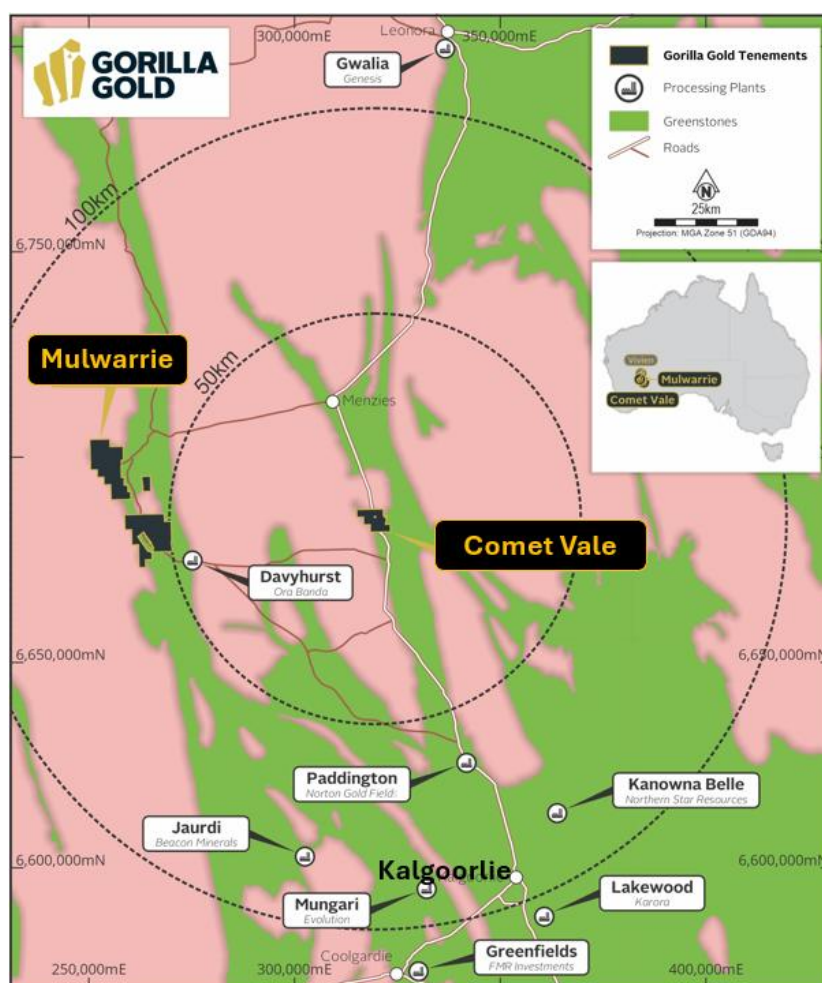 GORILLA
GOLD
300,000mE
Leonora
350,000mE
Gwalia
Genesis
Gorilla Gold Tenements
Processing Plants
Greenstones
Roads
N
25km
Projection: MGA Zone 51 (GDA94)
100km
6,750,000mN
Vivien
Mulwarrie
Comet Vale
Mulwarrie
50km
Menzies
Comet Vale
Davyhurst
Ora Banda
6,650,000mN
6,650,000mN
Paddington
Norton Gold Fields
Kanowna Belle
Northern Star Resources
Jaurdi
Beacon Minerals
6,600,000mN
6,600,000mN
Kalgoorlie
Mungari
Evolution
Lakewood
Karora
Coolgardie
Greenfields
FMR Investments
250,000mE
300,000mE
400,000mE